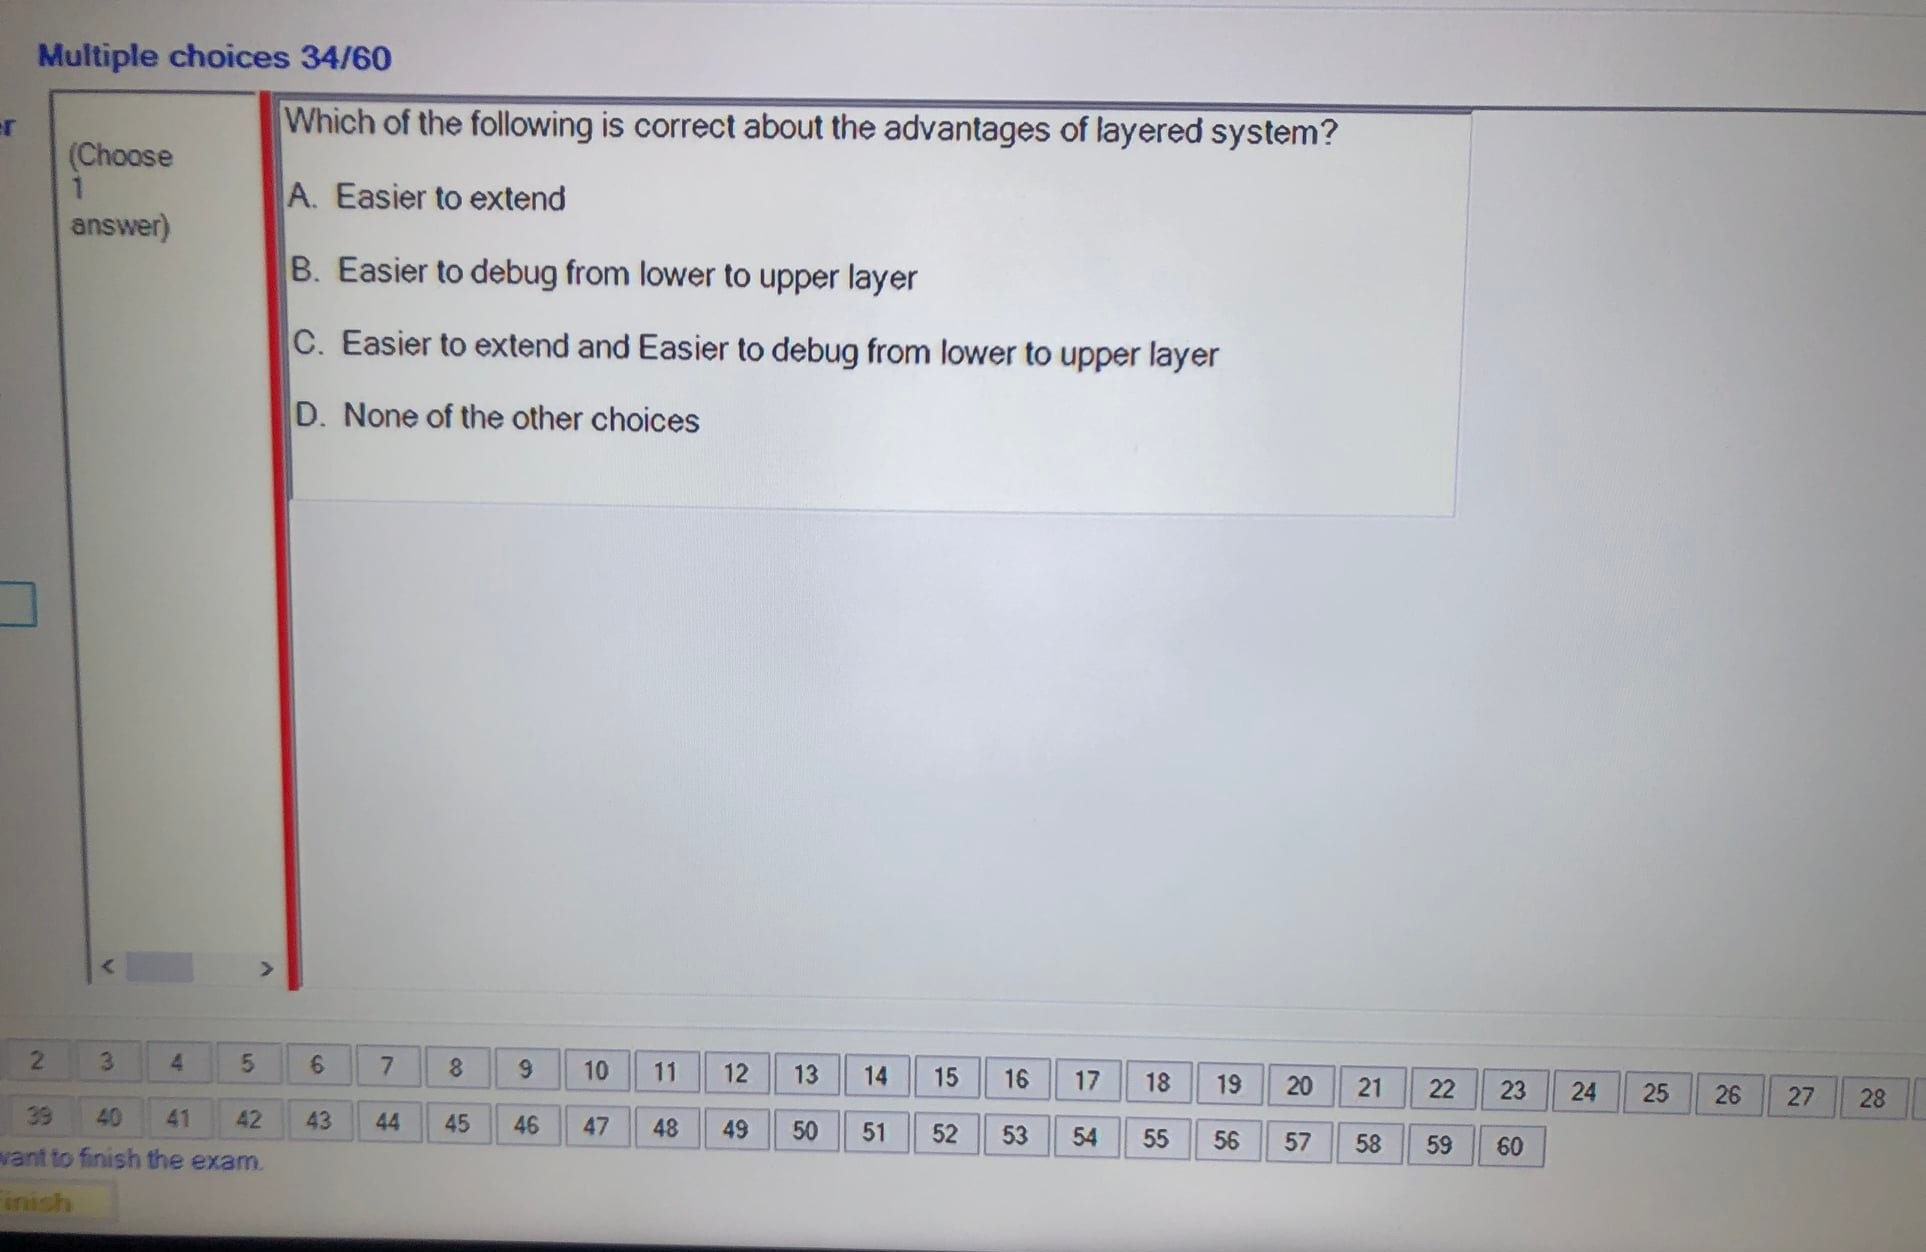 Multiple choices 34/60
(Choose
1
answer)
Which of the following is correct about the advantages of layered system?
A. Easier to extend
B. Easier to debug from lower to upper layer
C. Easier to extend and Easier to debug from lower to upper layer
D. None of the other choices
< >
2 3 4 5 6 7 8 9 10 11 12 13 14 15 16 17 18 19 20 21 22 23 24 25 26 27 28
39 40 41 42 43 44 45 46 47 48 49 50 51 52 53 54 55 56 57 58 59 60
want to finish the exam.
Finish